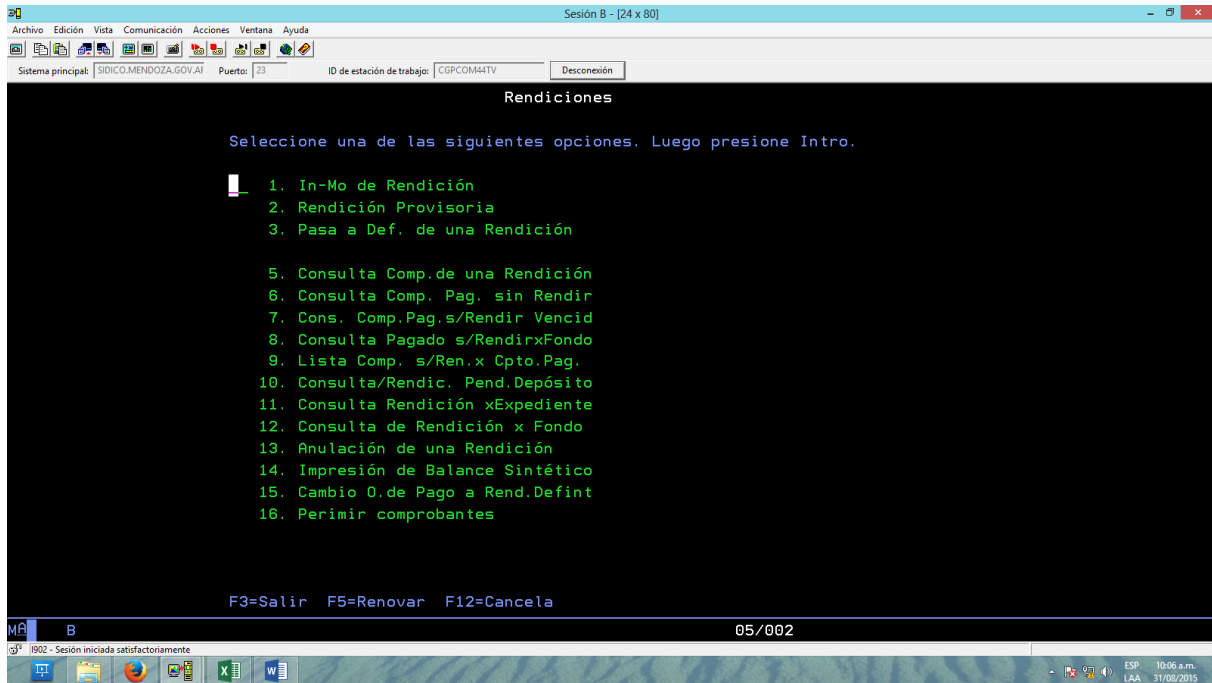 Sesión B - [24 x 80]
Archivo Edición Vista Comunicación Acciones Ventana Ayuda
Sistema principal: SIDICO.MENDOZA.GOV.AI Puerto: 23 ID de estación de trabajo: CGPCOM44TV Desconexión
Rendiciones
Seleccione una de las siguientes opciones. Luego presione Intro.
1. In-Mo de Rendición
2. Rendición Provisoria
3. Pasa a Def. de una Rendición
5. Consulta Comp.de una Rendición
6. Consulta Comp. Pag. sin Rendir
7. Cons. Comp.Pag.s/Rendir Vencid
8. Consulta Pagado s/RendirxFondo
9. Lista Comp. s/Ren.x Cpto.Pag.
10. Consulta/Rendic. Pend.Depósito
11. Consulta Rendición xExpediente
12. Consulta de Rendición x Fondo
13. Anulación de una Rendición
14. Impresión de Balance Sintético
15. Cambio O.de Pago a Rend.Defint
16. Perimir comprobantes
F3=Salir F5=Renovar F12=Cancela
MA B 05/002
I902 - Sesión iniciada satisfactoriamente
ESP 10:06 a.m.
LAA 31/08/2015